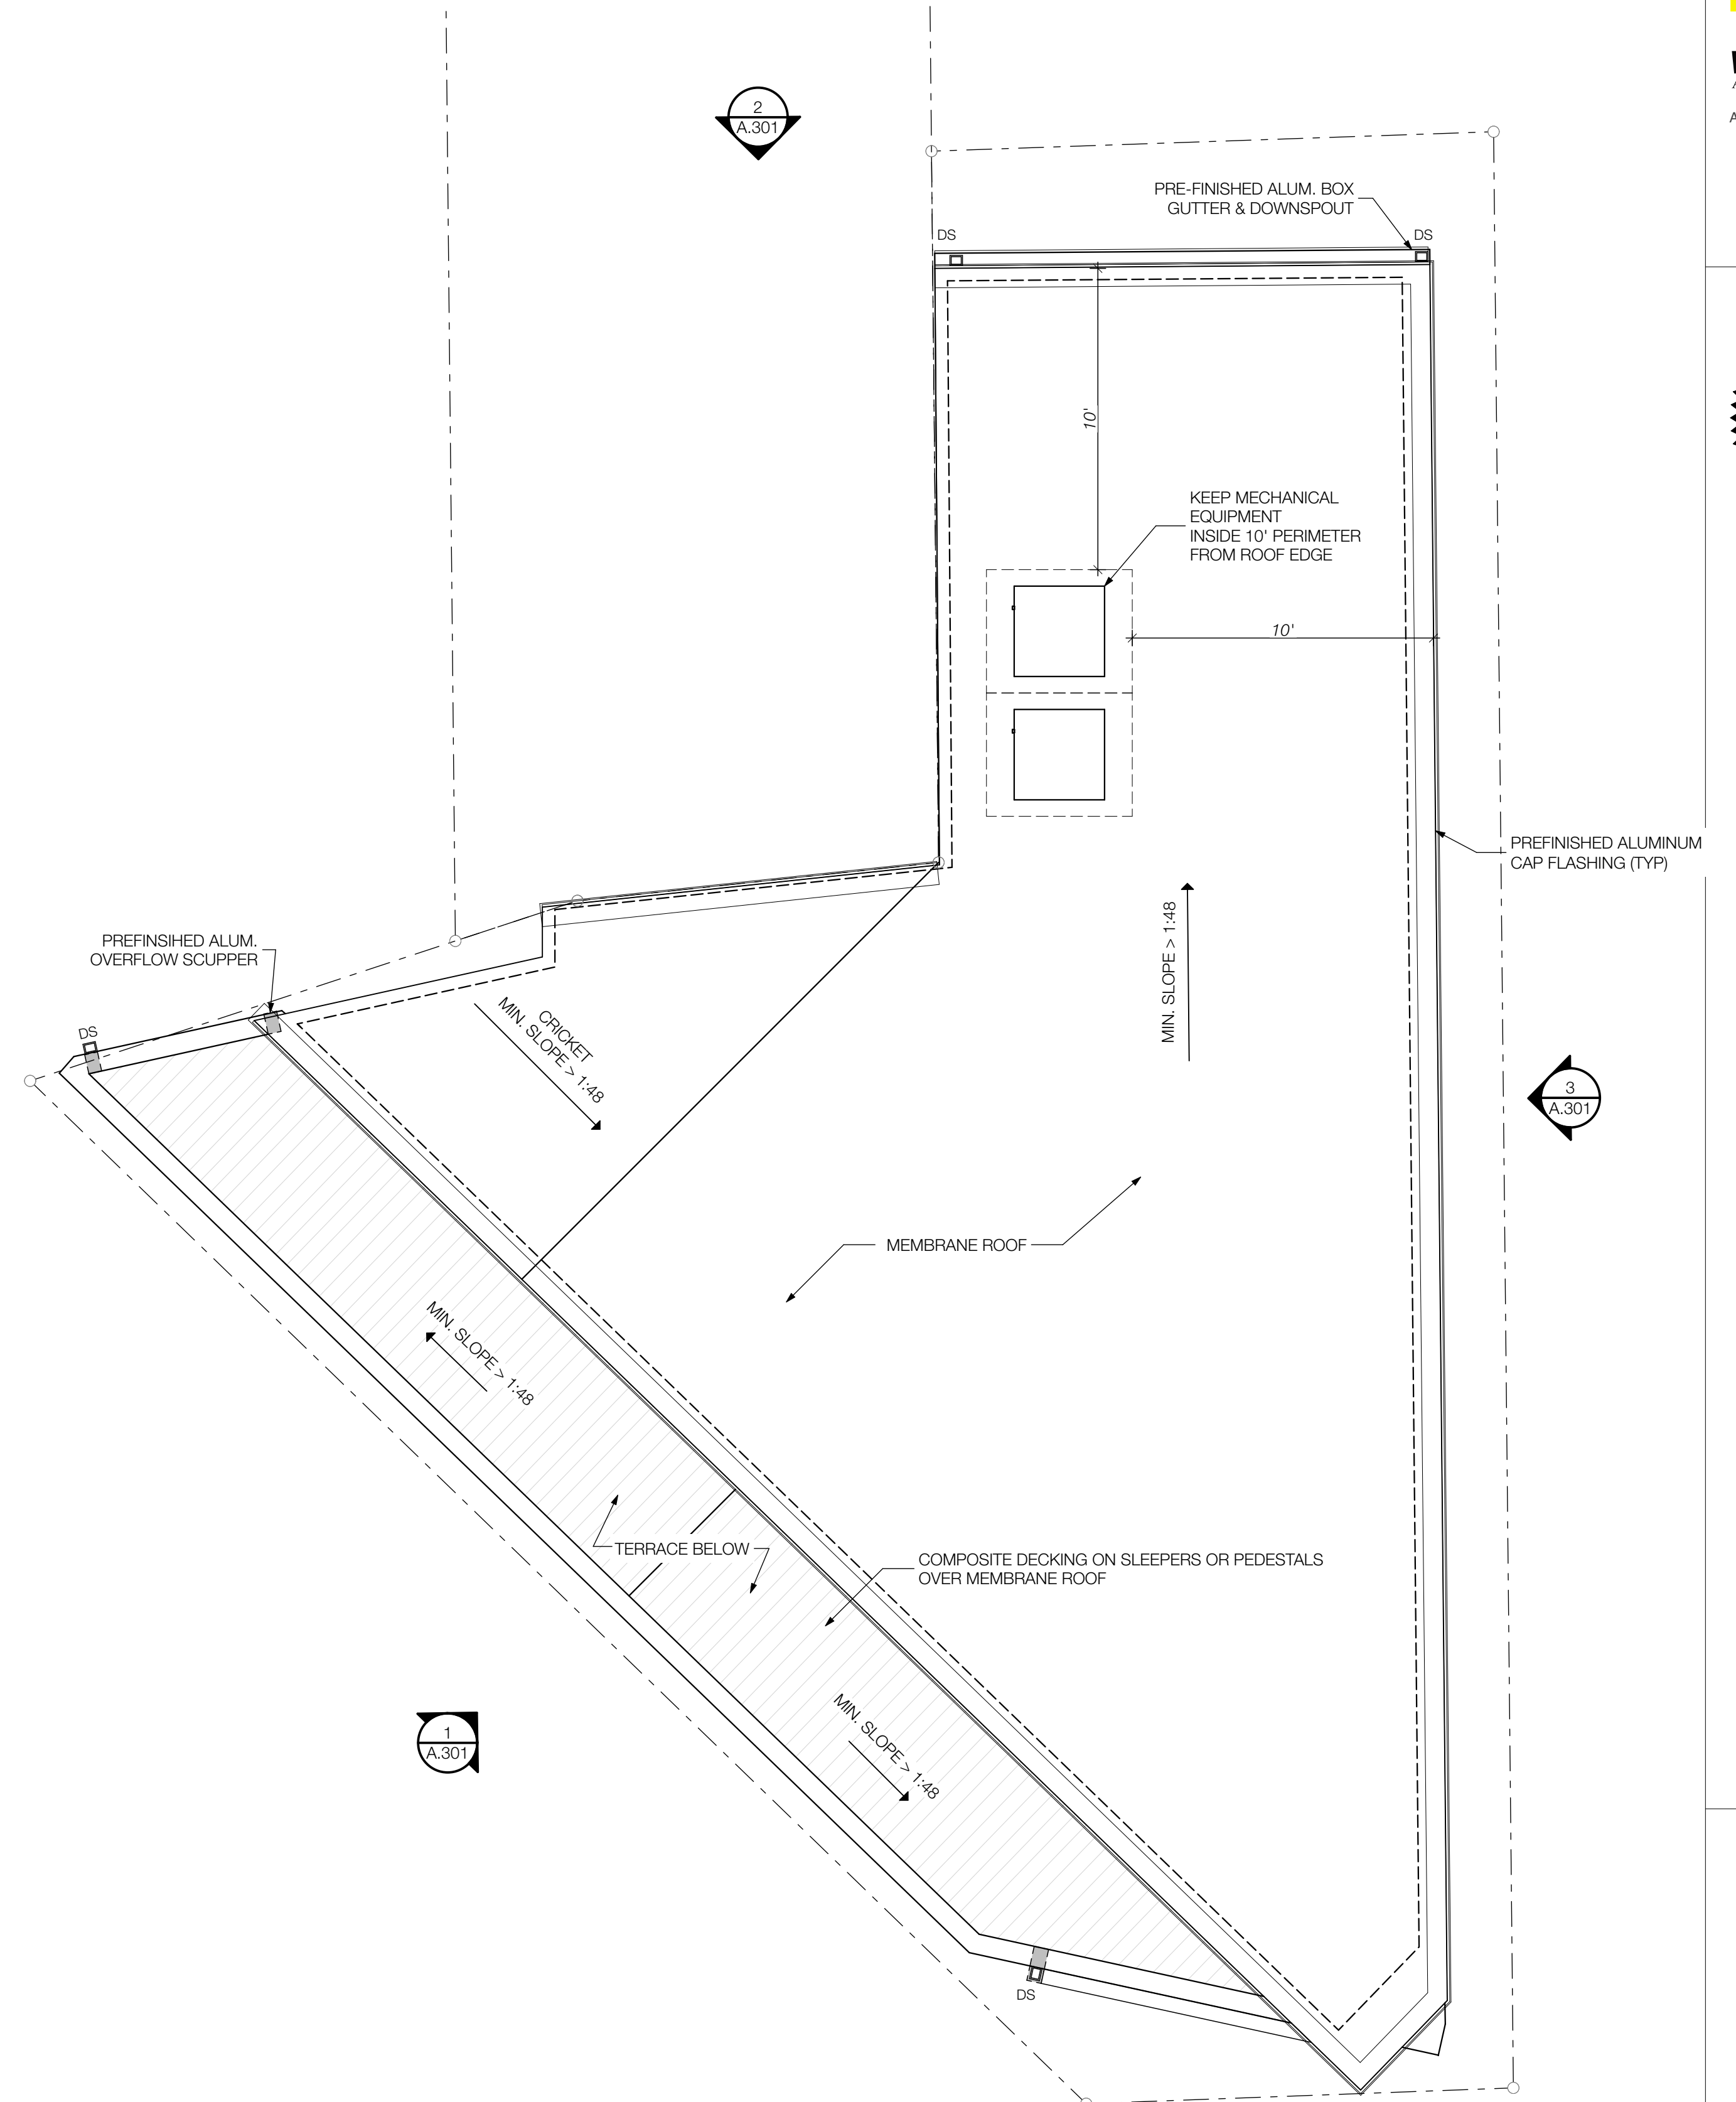 2
A.301
PRE-FINISHED ALUM. BOX
GUTTER & DOWNSPOUT
DS
DS
10'
KEEP MECHANICAL
EQUIPMENT
INSIDE 10' PERIMETER
FROM ROOF EDGE
10'
PREFINISHED ALUMINUM
CAP FLASHING (TYP)
MIN. SLOPE > 1:48
PREFINSIHED ALUM.
OVERFLOW SCUPPER
DS
CRICKET
MIN. SLOPE > 1:48
3
A.301
MEMBRANE ROOF
MIN. SLOPE > 1:48
TERRACE BELOW
COMPOSITE DECKING ON SLEEPERS OR PEDESTALS
OVER MEMBRANE ROOF
1
A.301
MIN. SLOPE > 1:48
DS